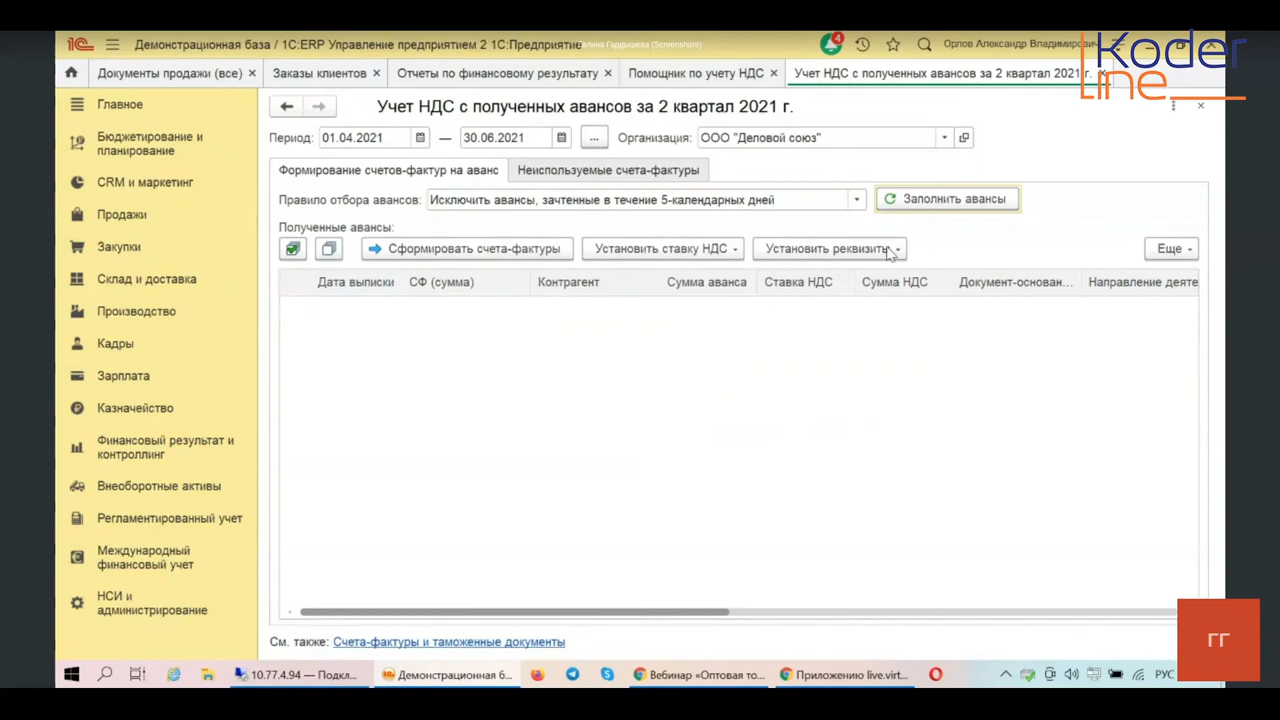 Демонстрационная база / 1C:ERP Управление предприятием 2 1С:Предприятие
Галина Гардышева (Screenshare)
4
Орлов Александр Владимирович
Koder
Line
Документы продажи (все)
Заказы клиентов
Отчеты по финансовому результату
Помощник по учету НДС
Учет НДС с полученных авансов за 2 квартал 2021 г.
Главное
Бюджетирование и
планирование
CRM и маркетинг
Продажи
Закупки
Склад и доставка
Производство
Кадры
Зарплата
Казначейство
Финансовый результат и
контроллинг
Внеоборотные активы
Регламентированный учет
Международный
финансовый учет
НСИ и
администрирование
Учет НДС с полученных авансов за 2 квартал 2021 г.
Период: 01.04.2021 — 30.06.2021 ... Организация: ООО "Деловой союз"
Формирование счетов-фактур на аванс Неиспользуемые счета-фактуры
Правило отбора авансов: Исключить авансы, зачтенные в течение 5-календарных дней Заполнить авансы
Полученные авансы:
Сформировать счета-фактуры Установить ставку НДС Установить реквизиты Еще
Дата выписки СФ (сумма) Контрагент Сумма аванса Ставка НДС Сумма НДС Документ-основан... Направление деяте
См. также: Счета-фактуры и таможенные документы
ГГ
10.77.4.94 — Подкл...
Демонстрационная б...
Вебинар «Оптовая то...
Приложению live.virt...
РУС